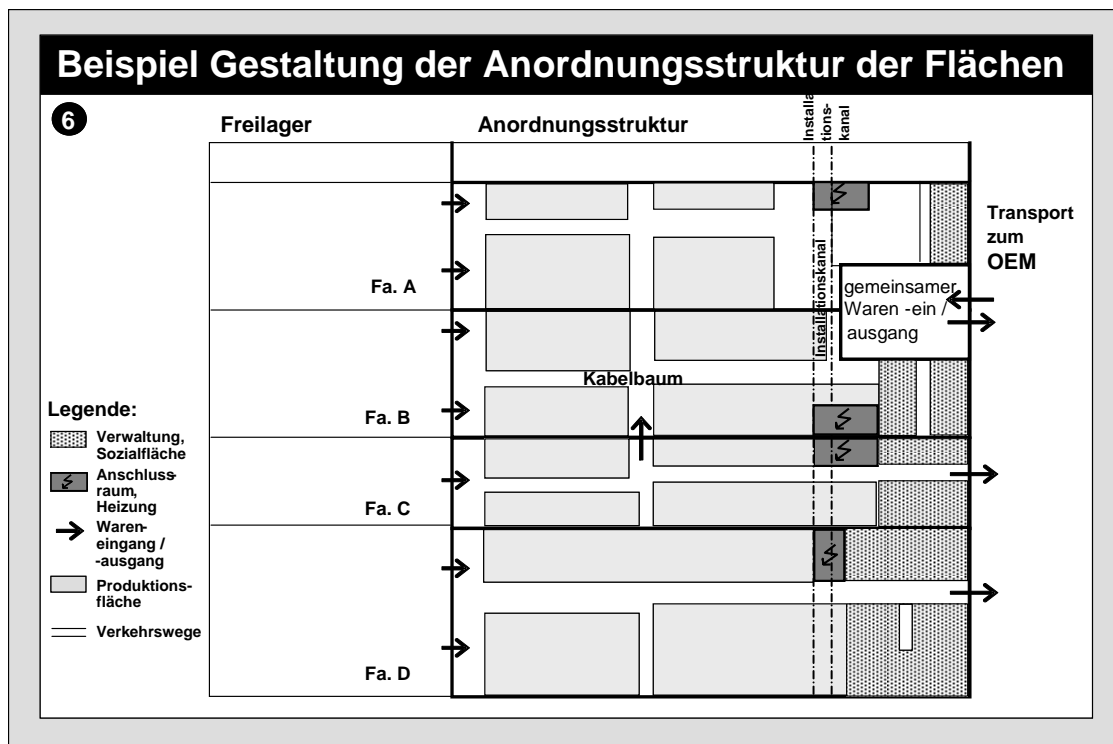 Beispiel Gestaltung der Anordnungsstruktur der Flächen
6
Freilager
Anordnungsstruktur
Installa
tions-
kanal
Transport
zum
OEM
Installationskanal
Fa. A
gemeinsamer
Waren -ein /
ausgang
Kabelbaum
Fa. B
Fa. C
Fa. D
Legende:
Verwaltung,
Sozialfläche
Anschluss-
raum,
Heizung
Waren-
eingang /
-ausgang
Produktions-
fläche
Verkehrswege